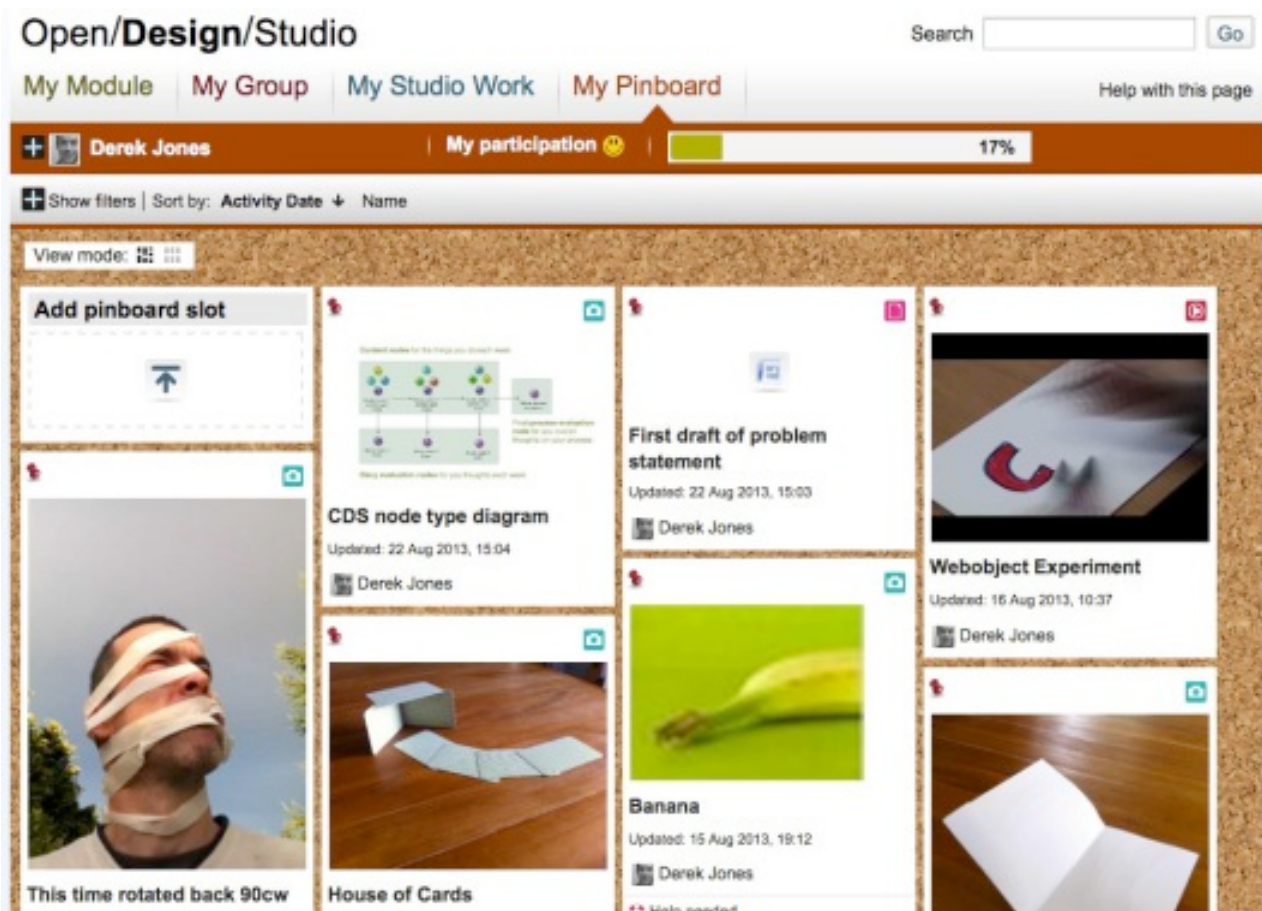 Open/Design/Studio
Search
Go
My Module
My Group
My Studio Work
My Pinboard
Help with this page
Derek Jones
My participation
17%
Show filters | Sort by: Activity Date Name
View mode:
Add pinboard slot
CDS node type diagram
Updated: 22 Aug 2013, 15:04
Derek Jones
First draft of problem
statement
Updated: 22 Aug 2013, 15:03
Derek Jones
Webobject Experiment
Updated: 16 Aug 2013, 10:37
Derek Jones
This time rotated back 90cw
House of Cards
Banana
Updated: 15 Aug 2013, 19:12
Derek Jones
Help needed